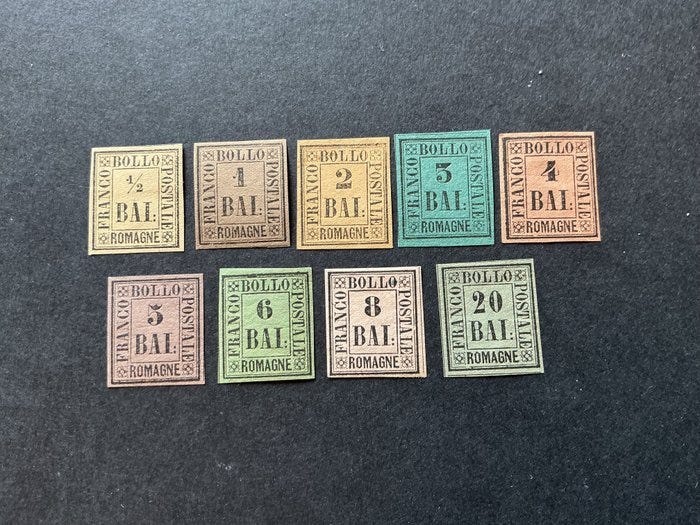 BOLLO
FRANCO
1/2
POSTALE
BAI.
ROMAGNE
BOLLO
FRANCO
1
POSTALE
BAI.
ROMAGNE
BOLLO
FRANCO
2
POSTALE
BAI.
ROMAGNE
BOLLO
FRANCO
3
POSTALE
BAI.
ROMAGNE
BOLLO
FRANCO
4
POSTALE
BAI.
ROMAGNE
BOLLO
FRANCO
5
POSTALE
BAI.
ROMAGNE
BOLLO
FRANCO
6
POSTALE
BAI.
ROMAGNE
BOLLO
FRANCO
8
POSTALE
BAI.
ROMAGNE
BOLLO
FRANCO
20
POSTALE
BAI.
ROMAGNE